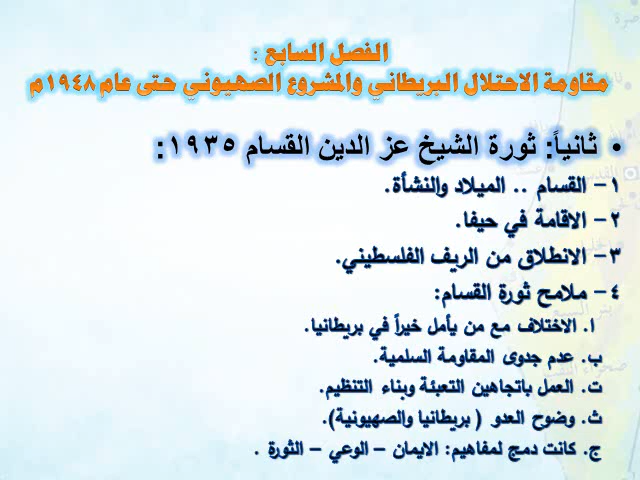 الفصل السابع :
مقاومة الاحتلال البريطاني والمشروع الصهيوني حتى عام ١٩٤٨م
• ثانياً: ثورة الشيخ عز الدين القسام ١٩٣٥:
١- القسام .. الميلاد والنشأة.
٢- الاقامة في حيفا.
٣- الانطلاق من الريف الفلسطيني.
٤- ملامح ثورة القسام:
ا. الاختلاف مع من يأمل خيراً في بريطانيا.
ب. عدم جدوى المقاومة السلمية.
ت. العمل باتجاهين التعبئة وبناء التنظيم.
ث. وضوح العدو ( بريطانيا والصهيونية).
ج. كانت دمج لمفاهيم: الايمان – الوعي – الثورة .